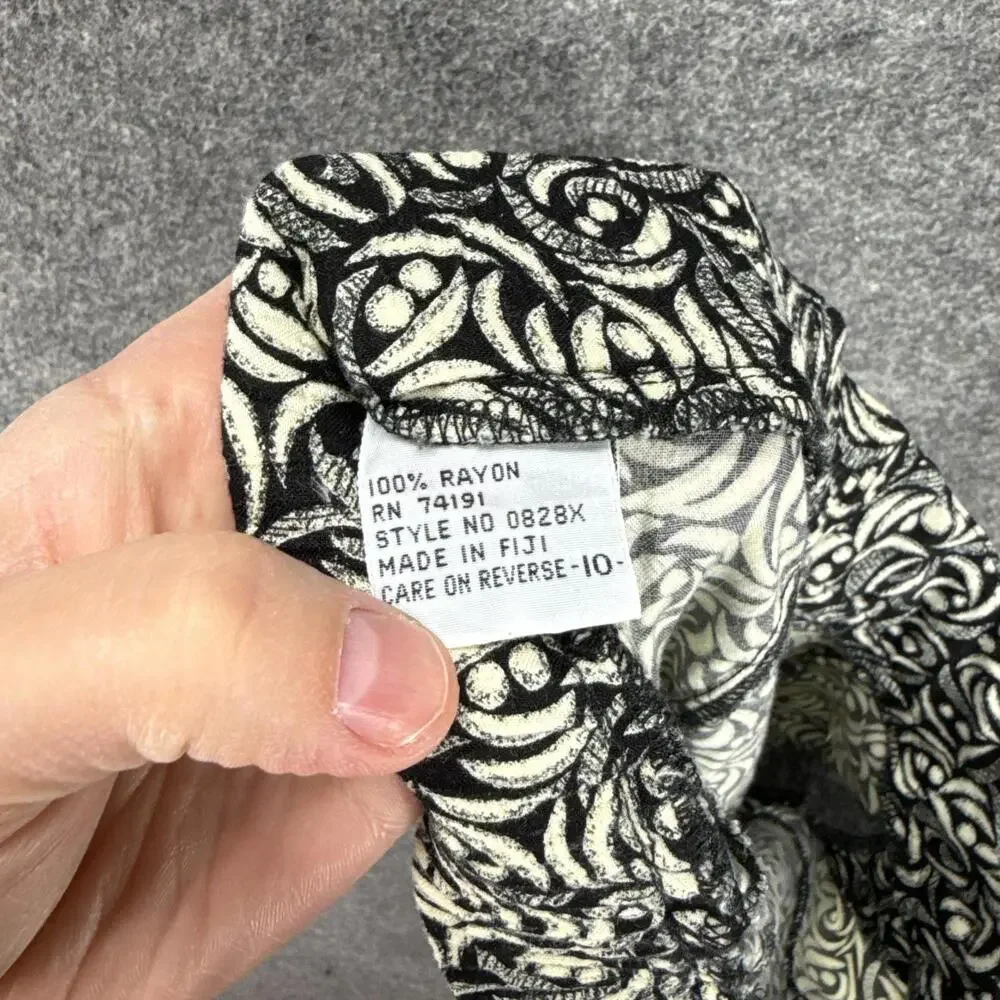 100% RAYON
RN 74191
STYLE NO 0828X
MADE IN FIJI
CARE ON REVERSE -10-